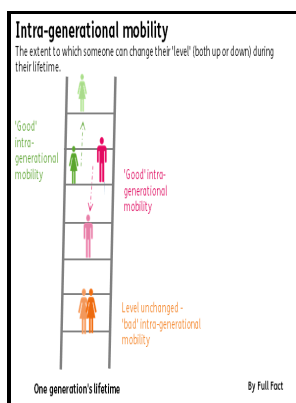 Intra-generational mobility
The extent to which someone can change their 'level' (both up or down) during
their lifetime.
'Good'
intra-
generational
mobility
'Good' intra-
generational
mobility
Level unchanged -
'bad' intra-generational
mobility
One generation's lifetime
By Full Fact